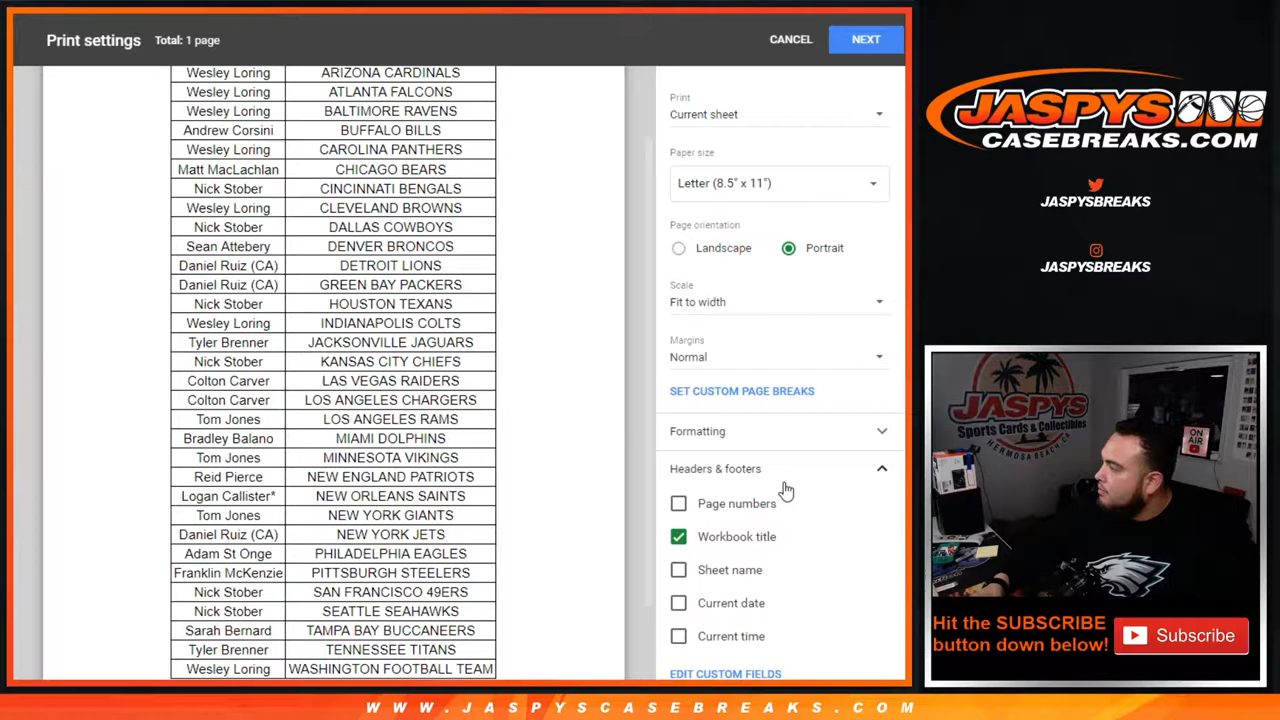 Print settings Total: 1 page CANCEL NEXT
Wesley Loring ARIZONA CARDINALS
Wesley Loring ATLANTA FALCONS
Wesley Loring BALTIMORE RAVENS
Andrew Corsini BUFFALO BILLS
Wesley Loring CAROLINA PANTHERS
Matt MacLachlan CHICAGO BEARS
Nick Stober CINCINNATI BENGALS
Wesley Loring CLEVELAND BROWNS
Nick Stober DALLAS COWBOYS
Sean Attebery DENVER BRONCOS
Daniel Ruiz (CA) DETROIT LIONS
Daniel Ruiz (CA) GREEN BAY PACKERS
Nick Stober HOUSTON TEXANS
Wesley Loring INDIANAPOLIS COLTS
Tyler Brenner JACKSONVILLE JAGUARS
Nick Stober KANSAS CITY CHIEFS
Colton Carver LAS VEGAS RAIDERS
Colton Carver LOS ANGELES CHARGERS
Tom Jones LOS ANGELES RAMS
Bradley Balano MIAMI DOLPHINS
Tom Jones MINNESOTA VIKINGS
Reid Pierce NEW ENGLAND PATRIOTS
Logan Callister* NEW ORLEANS SAINTS
Tom Jones NEW YORK GIANTS
Daniel Ruiz (CA) NEW YORK JETS
Adam St Onge PHILADELPHIA EAGLES
Franklin McKenzie PITTSBURGH STEELERS
Nick Stober SAN FRANCISCO 49ERS
Nick Stober SEATTLE SEAHAWKS
Sarah Bernard TAMPA BAY BUCCANEERS
Tyler Brenner TENNESSEE TITANS
Wesley Loring WASHINGTON FOOTBALL TEAM
Print
Current sheet
Paper size
Letter (8.5" x 11")
Page orientation
Landscape Portrait
Scale
Fit to width
Margins
Normal
SET CUSTOM PAGE BREAKS
Formatting
Headers & footers
Page numbers
Workbook title
Sheet name
Current date
Current time
EDIT CUSTOM FIELDS
JASPYS
CASEBREAKS.COM
JASPYSBREAKS
JASPYSBREAKS
JASPYS
Sports Cards & Collectibles
HERMOSA BEACH CA
ON
AIR
Hit the SUBSCRIBE
button down below!
Subscribe
WWW.JASPYSCASEBREAKS.COM